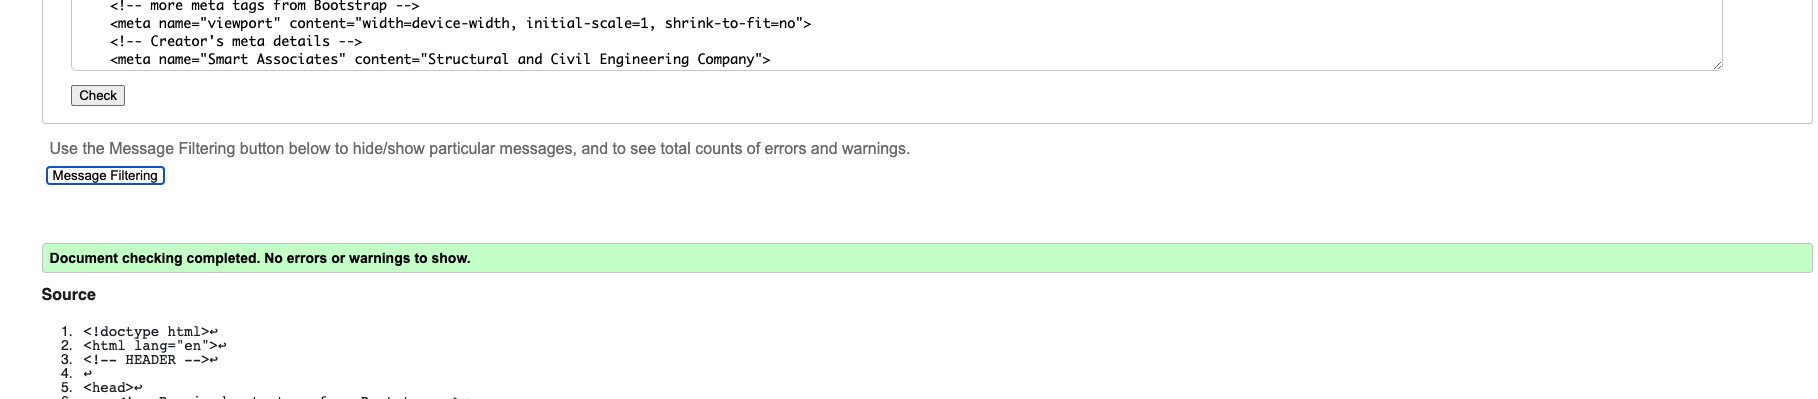 <!-- more meta tags from Bootstrap -->
<meta name="viewport" content="width=device-width, initial-scale=1, shrink-to-fit=no">
<!-- Creator's meta details -->
<meta name="Smart Associates" content="Structural and Civil Engineering Company">
Check
Use the Message Filtering button below to hide/show particular messages, and to see total counts of errors and warnings.
Message Filtering
Document checking completed. No errors or warnings to show.
Source
1. <!doctype html>↩
2. <html lang="en">↩
3. <!-- HEADER -->↩
4. ↩
5. <head>↩